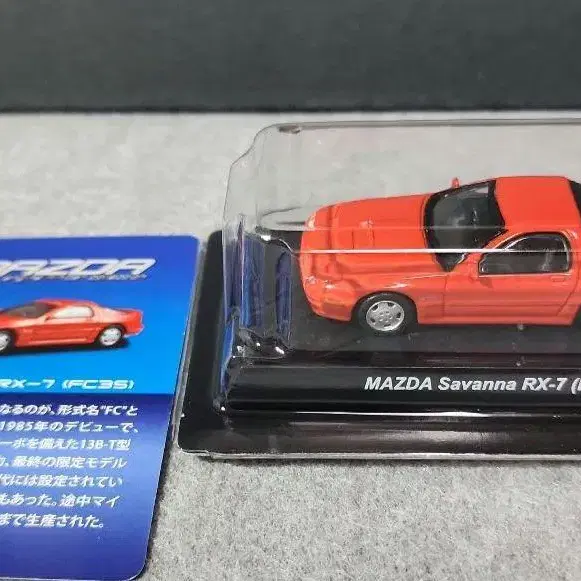 MAZDA
RX-7 (FC3S)
なるのが、形式名"FC"と
1985年のデビューで、
ーボを備えた13B-T型
、最終の限定モデル
代には設定されてい
もあった。途中マイ
まで生産された。
MAZDA Savanna RX-7 (